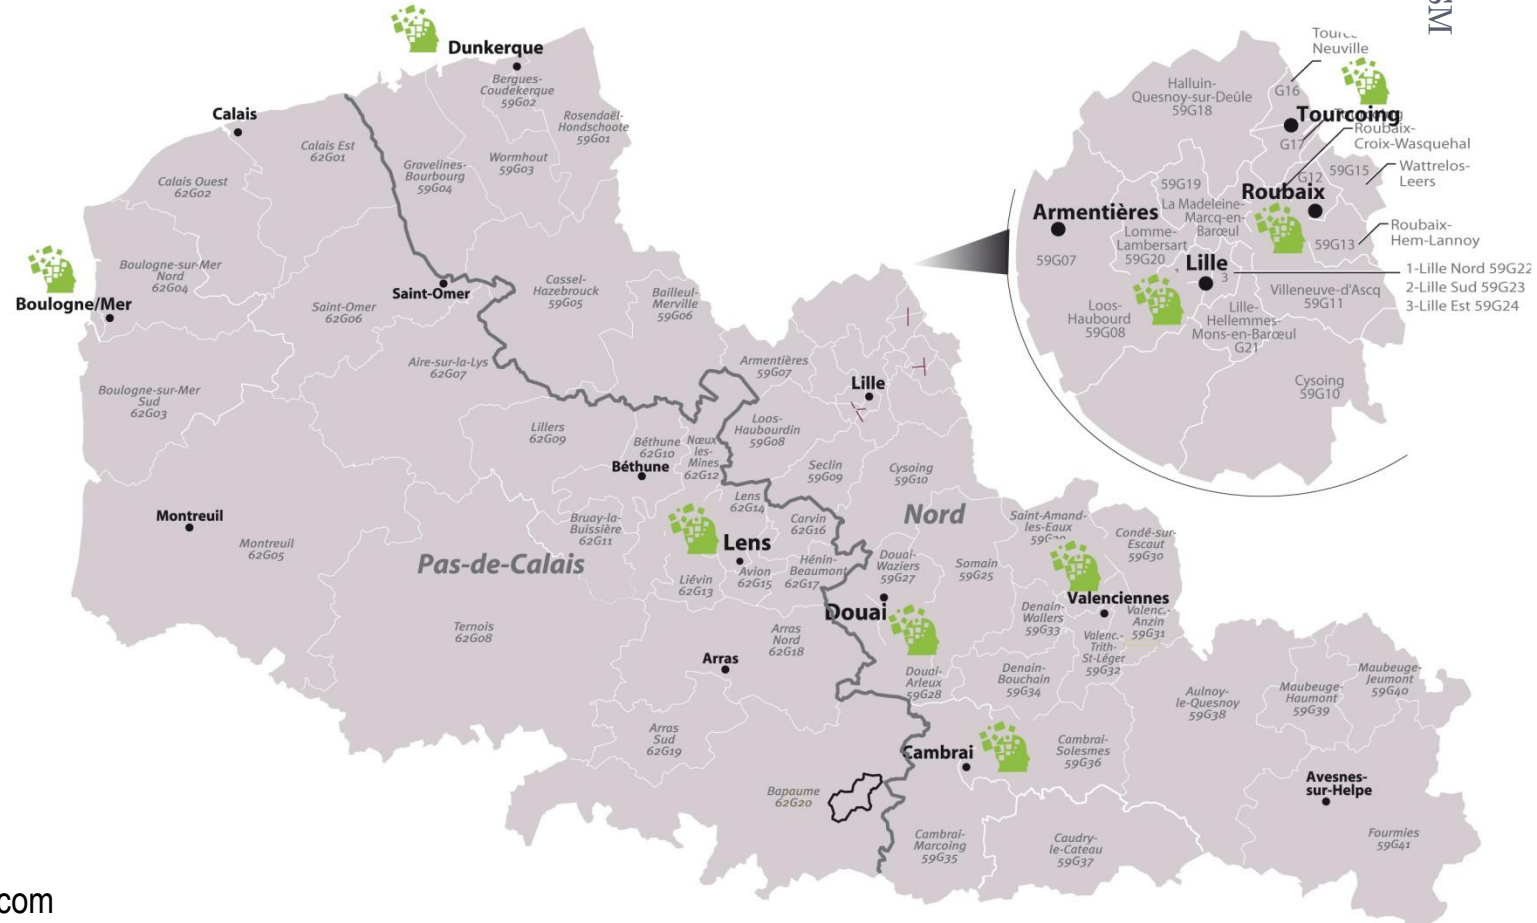 SM
Dunkerque
Bergues-
Coudekerque
59G02
Rosendaël-
Hondschoote
59G01
Calais
Calais Est
62G01
Gravelines-
Bourbourg
59G04
Wormhout
59G03
Calais Ouest
62G02
Boulogne/Mer
Boulogne-sur-Mer
Nord
62G04
Saint-Omer
Saint-Omer
62G06
Cassel-
Hazebrouck
59G05
Bailleul-
Merville
59G06
Aire-sur-la-Lys
62G07
Boulogne-sur-Mer
Sud
62G03
Armentières
59G07
Lille
Loos-
Haubourdin
59G08
Lillers
62G09
Béthune
62G10
Nœux-
les-
Mines
62G12
Béthune
Seclin
59G09
Cysoing
59G10
Montreuil
Montreuil
62G05
Bruay-la-
Buissière
62G11
Lens
62G14
Carvin
62G16
Nord
Pas-de-Calais
Lens
Liévin
62G13
Avion
62G15
Hénin-
Beaumont
62G17
Douai-
Waziers
59G27
Somain
59G25
Saint-Amand-
les-Eaux
Condé-sur-
Escaut
59G30
Douai
Valenciennes
Denain-
Wallers
59G33
Valenc.-
Anzin
59G31
Valenc.-
Trith-
St-Léger
59G32
Ternois
62G08
Arras
Nord
62G18
Arras
Douai-
Arleux
59G28
Denain-
Bouchain
59G34
Aulnoy-
le-Quesnoy
59G38
Maubeuge-
Haumont
59G39
Maubeuge-
Jeumont
59G40
Arras
Sud
62G19
Cambrai
Cambrai-
Solesmes
59G36
Bapaume
62G20
Avesnes-
sur-Helpe
Cambrai-
Marcoing
59G35
Caudry-
le-Cateau
59G37
Fourmies
59G41
Neuville
Halluin-
Quesnoy-sur-Deûle
59G18
G16
Tourcoing
G17
Roubaix-
Croix-Wasquehal
59G19
G12
59G15
Wattrelos-
Leers
Roubaix
Armentières
59G07
La Madeleine-
Marcq-en-
Barœul
Lomme-
Lambersart
59G20
59G13
Roubaix-
Hem-Lannoy
Lille
3
1-Lille Nord 59G22
2-Lille Sud 59G23
3-Lille Est 59G24
Villeneuve-d'Ascq
59G11
Loos-
Haubourd
59G08
Lille-
Hellemmes-
Mons-en-Barœul
G21
Cysoing
59G10
com